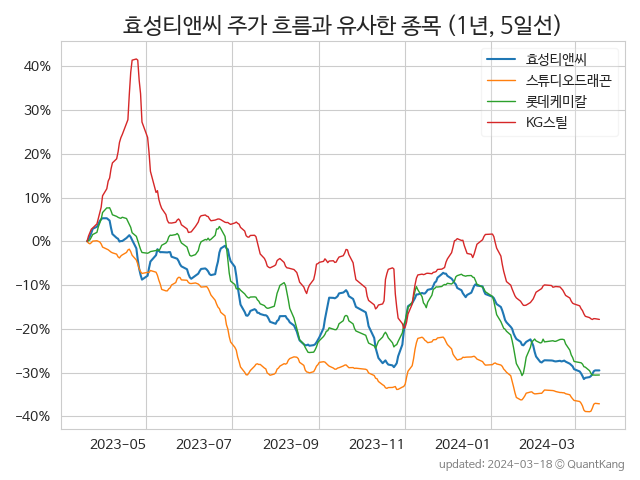 효성티앤씨 주가 흐름과 유사한 종목 (1년, 5일선)
효성티앤씨
스튜디오드래곤
롯데케미칼
KG스틸
40%
30%
20%
10%
0%
−10%
−20%
−30%
−40%
2023-05 2023-07 2023-09 2023-11 2024-01 2024-03
updated: 2024-03-18 © QuantKang